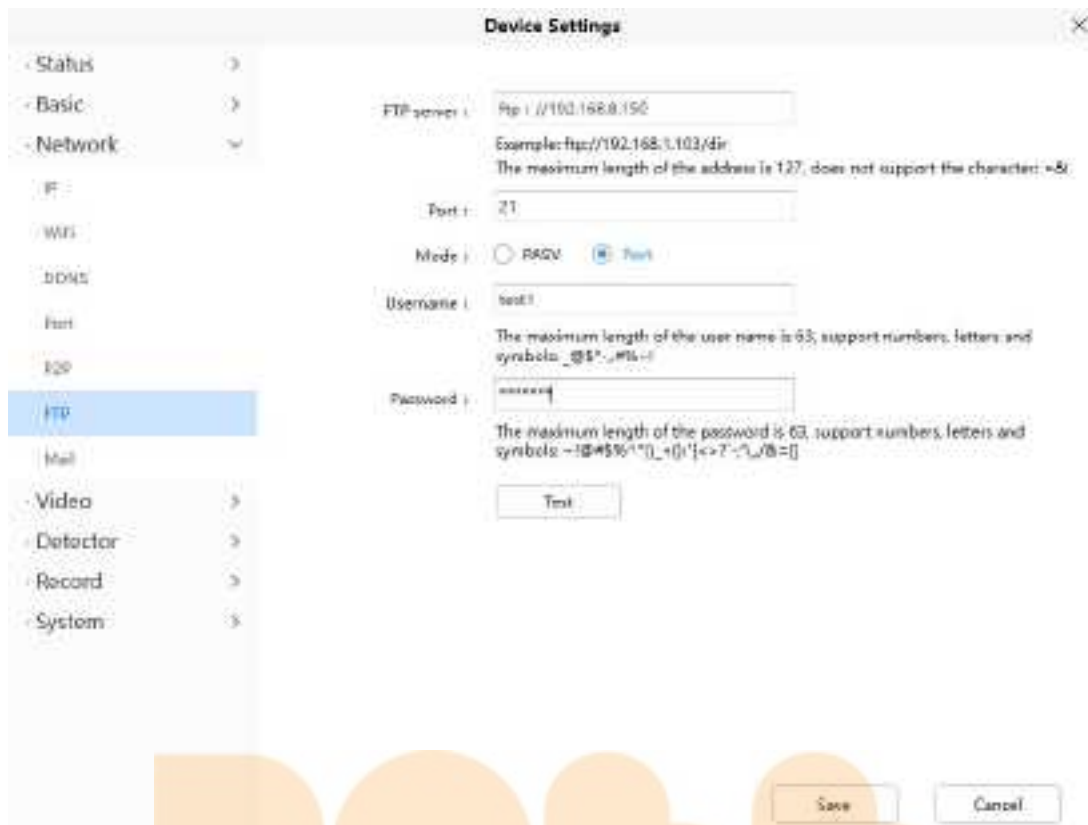 Device Settings
Status
Basic
Network
IP
WiFi
DDNS
Port
P2P
FTP
Mail
Video
Detector
Record
System
FTP server :
ftp : //192.168.8.150
Example: ftp://192.168.1.103/dir
The maximum length of the address is 127, does not support the character: +&
Port :
21
Mode :
PASV
Port
Username :
test1
The maximum length of the user name is 63, support numbers, letters and
symbols:
Password :
The maximum length of the password is 63, support numbers, letters and
symbols:
Test
Save
Cancel